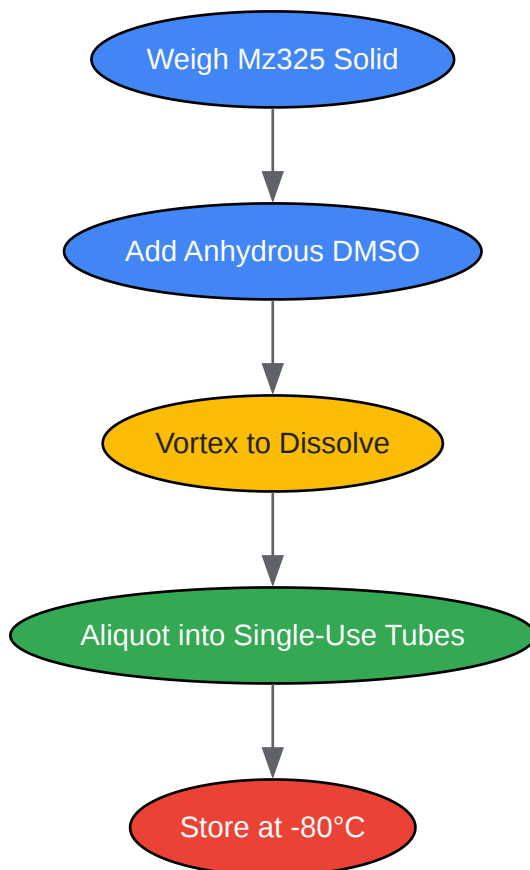 Weigh Mz325 Solid
Add Anhydrous DMSO
Vortex to Dissolve
Aliquot into Single-Use Tubes
Store at -80°C